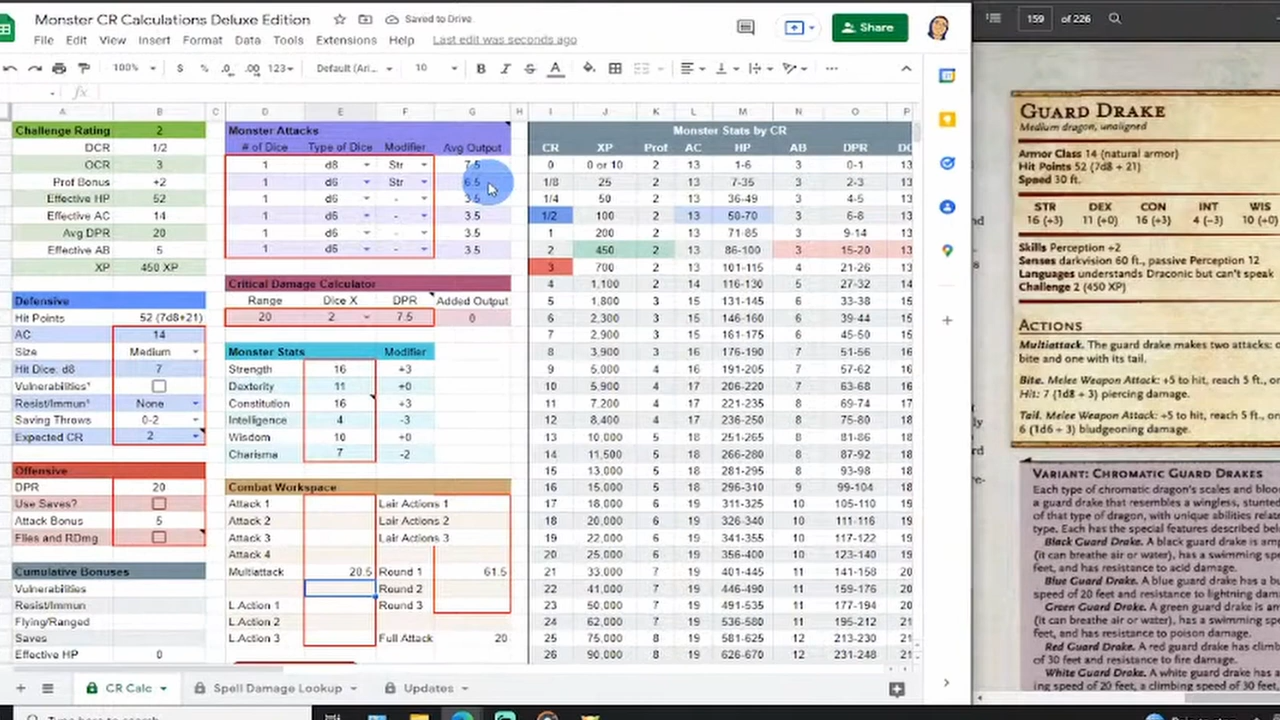 Monster CR Calculations Deluxe Edition
Saved to Drive
File Edit View Insert Format Data Tools Extensions Help Last edit was seconds ago
Share
159 of 226
100% $ % .0 .00 123 Default (Ari... 10 B I S A
fx
A B C D E F G H I J K L M N O P
Challenge Rating 2
DCR 1/2
OCR 3
Prof Bonus +2
Effective HP 52
Effective AC 14
Avg DPR 20
Effective AB 5
XP 450 XP
Defensive
Hit Points 52 (7d8+21)
AC 14
Size Medium
Hit Dice: d8 7
Vulnerabilities¹
Resist/Immun¹ None
Saving Throws 0-2
Expected CR 2
Offensive
DPR 20
Use Saves?
Attack Bonus 5
Flies and RDmg
Cumulative Bonuses
Vulnerabilities
Resist/Immun
Flying/Ranged
Saves
Effective HP 0
Monster Attacks
# of Dice Type of Dice Modifier Avg Output
1 d8 Str 7.5
1 d6 Str 6.5
1 d6 - 3.5
1 d6 - 3.5
1 d6 - 3.5
1 d6 - 3.5
Critical Damage Calculator
Range Dice X DPR Added Output
20 2 7.5 0
Monster Stats Modifier
Strength 16 +3
Dexterity 11 +0
Constitution 16 +3
Intelligence 4 -3
Wisdom 10 +0
Charisma 7 -2
Combat Workspace
Attack 1 Lair Actions 1
Attack 2 Lair Actions 2
Attack 3 Lair Actions 3
Attack 4
Multiattack 20.5 Round 1 61.5
Round 2
L.Action 1 Round 3
L.Action 2
L.Action 3 Full Attack 20
Monster Stats by CR
CR XP Prof AC HP AB DPR DC
0 0 or 10 2 13 1-6 3 0-1 13
1/8 25 2 13 7-35 3 2-3 13
1/4 50 2 13 36-49 3 4-5 13
1/2 100 2 13 50-70 3 6-8 13
1 200 2 13 71-85 3 9-14 13
2 450 2 13 86-100 3 15-20 13
3 700 2 13 101-115 4 21-26 13
4 1,100 2 14 116-130 5 27-32 14
5 1,800 3 15 131-145 6 33-38 15
6 2,300 3 15 146-160 6 39-44 15
7 2,900 3 15 161-175 6 45-50 15
8 3,900 3 16 176-190 7 51-56 16
9 5,000 4 16 191-205 7 57-62 16
10 5,900 4 17 206-220 7 63-68 16
11 7,200 4 17 221-235 8 69-74 17
12 8,400 4 17 236-250 8 75-80 17
13 10,000 5 18 251-265 8 81-86 18
14 11,500 5 18 266-280 8 87-92 18
15 13,000 5 18 281-295 8 93-98 18
16 15,000 5 18 296-310 9 99-104 18
17 18,000 6 19 311-325 10 105-110 19
18 20,000 6 19 326-340 10 111-116 19
19 22,000 6 19 341-355 10 117-122 19
20 25,000 6 19 356-400 10 123-140 19
21 33,000 7 19 401-445 11 141-158 20
22 41,000 7 19 446-490 11 159-176 20
23 50,000 7 19 491-535 11 177-194 20
24 62,000 7 19 536-580 11 195-212 21
25 75,000 8 19 581-625 12 213-230 21
26 90,000 8 19 626-670 12 231-248 21
CR Calc Spell Damage Lookup Updates
GUARD DRAKE
Medium dragon, unaligned
Armor Class 14 (natural armor)
Hit Points 52 (7d8 + 21)
Speed 30 ft.
STR DEX CON INT WIS
16 (+3) 11 (+0) 16 (+3) 4 (−3) 10 (+0)
Skills Perception +2
Senses darkvision 60 ft., passive Perception 12
Languages understands Draconic but can't speak
Challenge 2 (450 XP)
ACTIONS
Multiattack. The guard drake makes two attacks:
bite and one with its tail.
Bite. Melee Weapon Attack: +5 to hit, reach 5 ft.,
Hit: 7 (1d8 + 3) piercing damage.
Tail. Melee Weapon Attack: +5 to hit, reach 5 ft.,
6 (1d6 + 3) bludgeoning damage.
VARIANT: CHROMATIC GUARD DRAKES
Each type of chromatic dragon's scales and
a guard drake that resembles a wingless,
of that type of dragon, with unique abilities
type. Each has the special features described
Black Guard Drake. A black guard drake is
(it can breathe air or water), has a swimming
feet, and has resistance to acid damage.
Blue Guard Drake. A blue guard drake has a
speed of 20 feet and resistance to lightning
Green Guard Drake. A green guard drake is
(it can breathe air or water), has a swimming
feet, and has resistance to poison damage.
Red Guard Drake. A red guard drake has
of 30 feet and resistance to fire damage.
White Guard Drake. A white guard drake has
ing speed of 20 feet, a climbing speed of 30 feet,